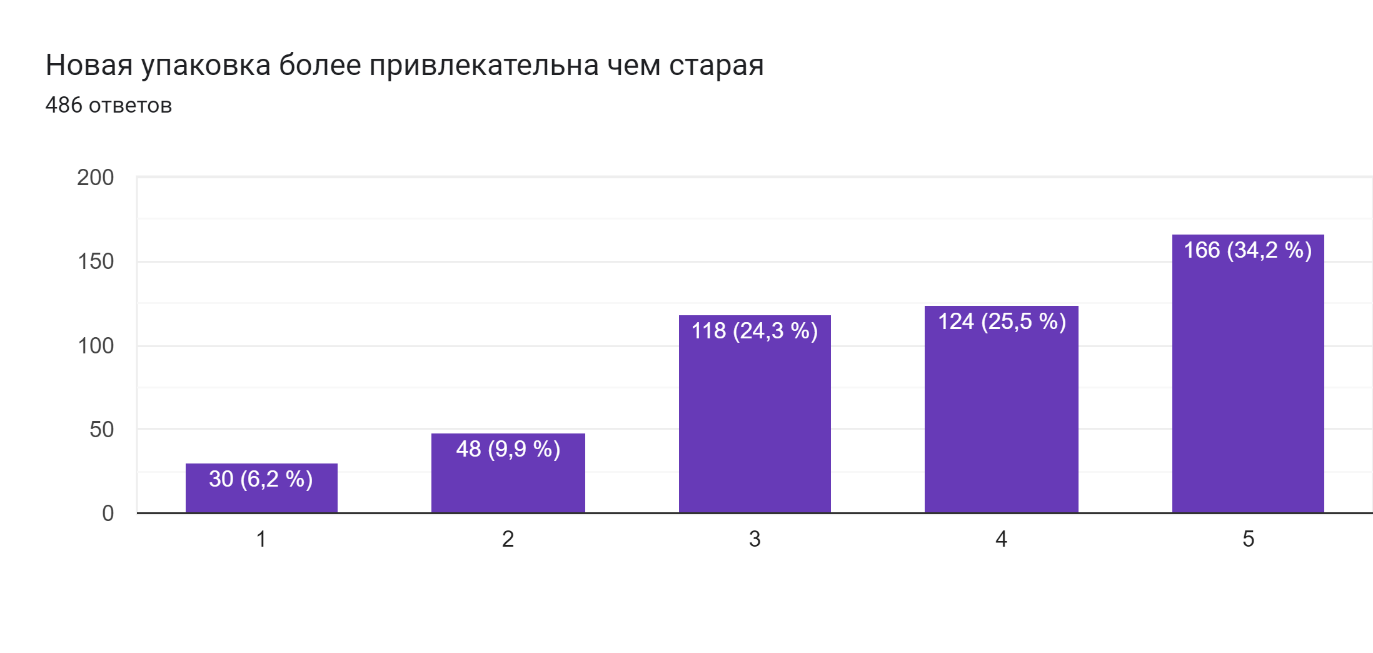 Новая упаковка более привлекательна чем старая
486 ответов
200
150
100
50
0
30 (6,2 %)
48 (9,9 %)
118 (24,3 %)
124 (25,5 %)
166 (34,2 %)
1
2
3
4
5